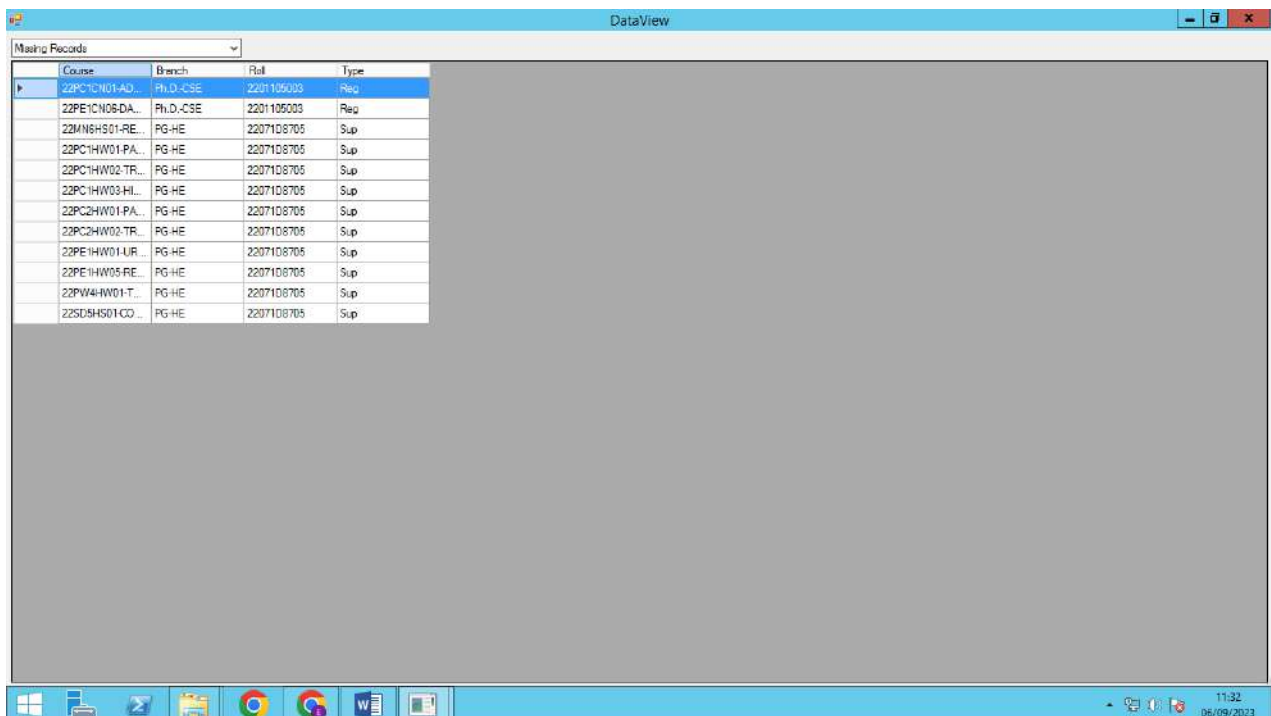 DataView
Missing Records
Course Branch Roll Type
22PC1CN01-AD... Ph.D.-CSE 2201105003 Reg
22PE1CN06-DA... Ph.D.-CSE 2201105003 Reg
22MN6HS01-RE... PG-HE 22071D8705 Sup
22PC1HW01-PA... PG-HE 22071D8705 Sup
22PC1HW02-TR... PG-HE 22071D8705 Sup
22PC1HW03-HI... PG-HE 22071D8705 Sup
22PC2HW01-PA... PG-HE 22071D8705 Sup
22PC2HW02-TR... PG-HE 22071D8705 Sup
22PE1HW01-UR... PG-HE 22071D8705 Sup
22PE1HW05-RE... PG-HE 22071D8705 Sup
22PW4HW01-T... PG-HE 22071D8705 Sup
22SD5HS01-CO... PG-HE 22071D8705 Sup
11:32
06/09/2023